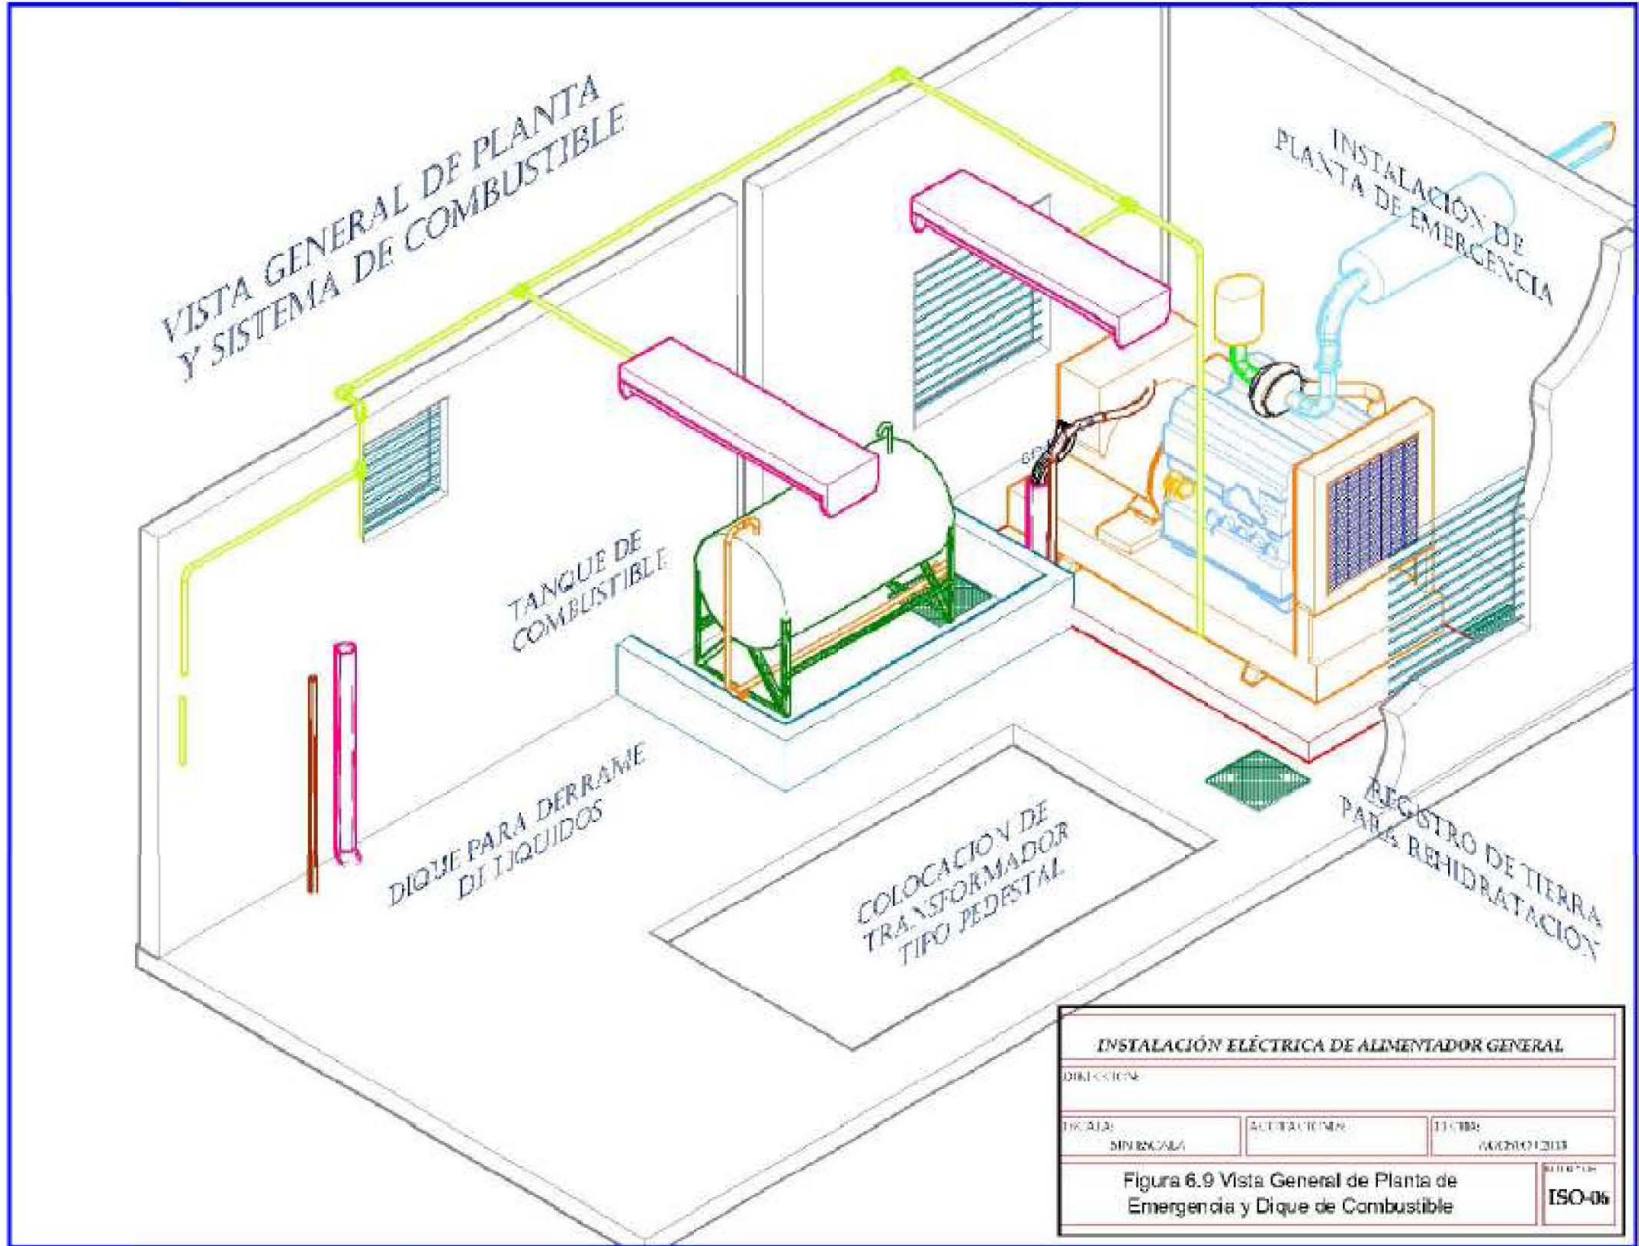 VISTA GENERAL DE PLANTA
Y SISTEMA DE COMBUSTIBLE
INSTALACIÓN DE
PLANTA DE EMERGENCIA
TANQUE DE
COMBUSTIBLE
DIQUE PARA DERRAME
DE LIQUIDOS
COLOCACION DE
TRANSFORMADOR
TIPO PEDESTAL
REGISTRO DE TIERRA
PARA REHIDRATACION
INSTALACIÓN ELÉCTRICA DE ALIMENTADOR GENERAL
ESCALA:
SIN ESCALA
Figura 6.9 Vista General de Planta de
Emergencia y Dique de Combustible
ISO-06